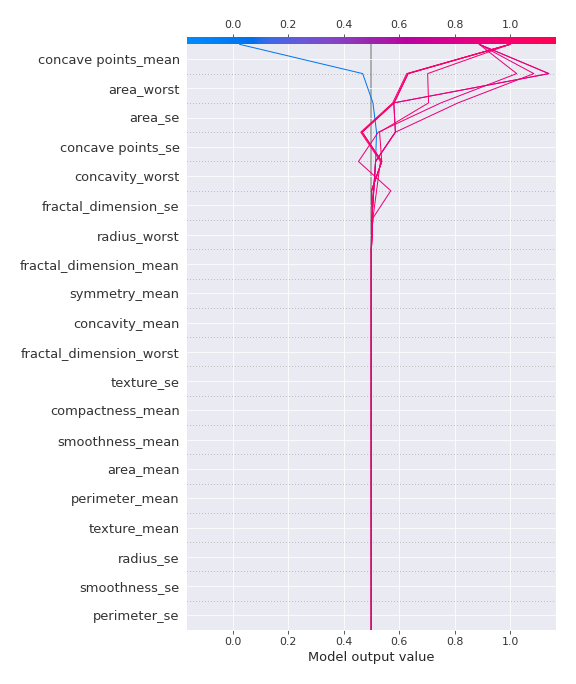 0.0 0.2 0.4 0.6 0.8 1.0
concave points_mean
area_worst
area_se
concave points_se
concavity_worst
fractal_dimension_se
radius_worst
fractal_dimension_mean
symmetry_mean
concavity_mean
fractal_dimension_worst
texture_se
compactness_mean
smoothness_mean
area_mean
perimeter_mean
texture_mean
radius_se
smoothness_se
perimeter_se
0.0 0.2 0.4 0.6 0.8 1.0
Model output value